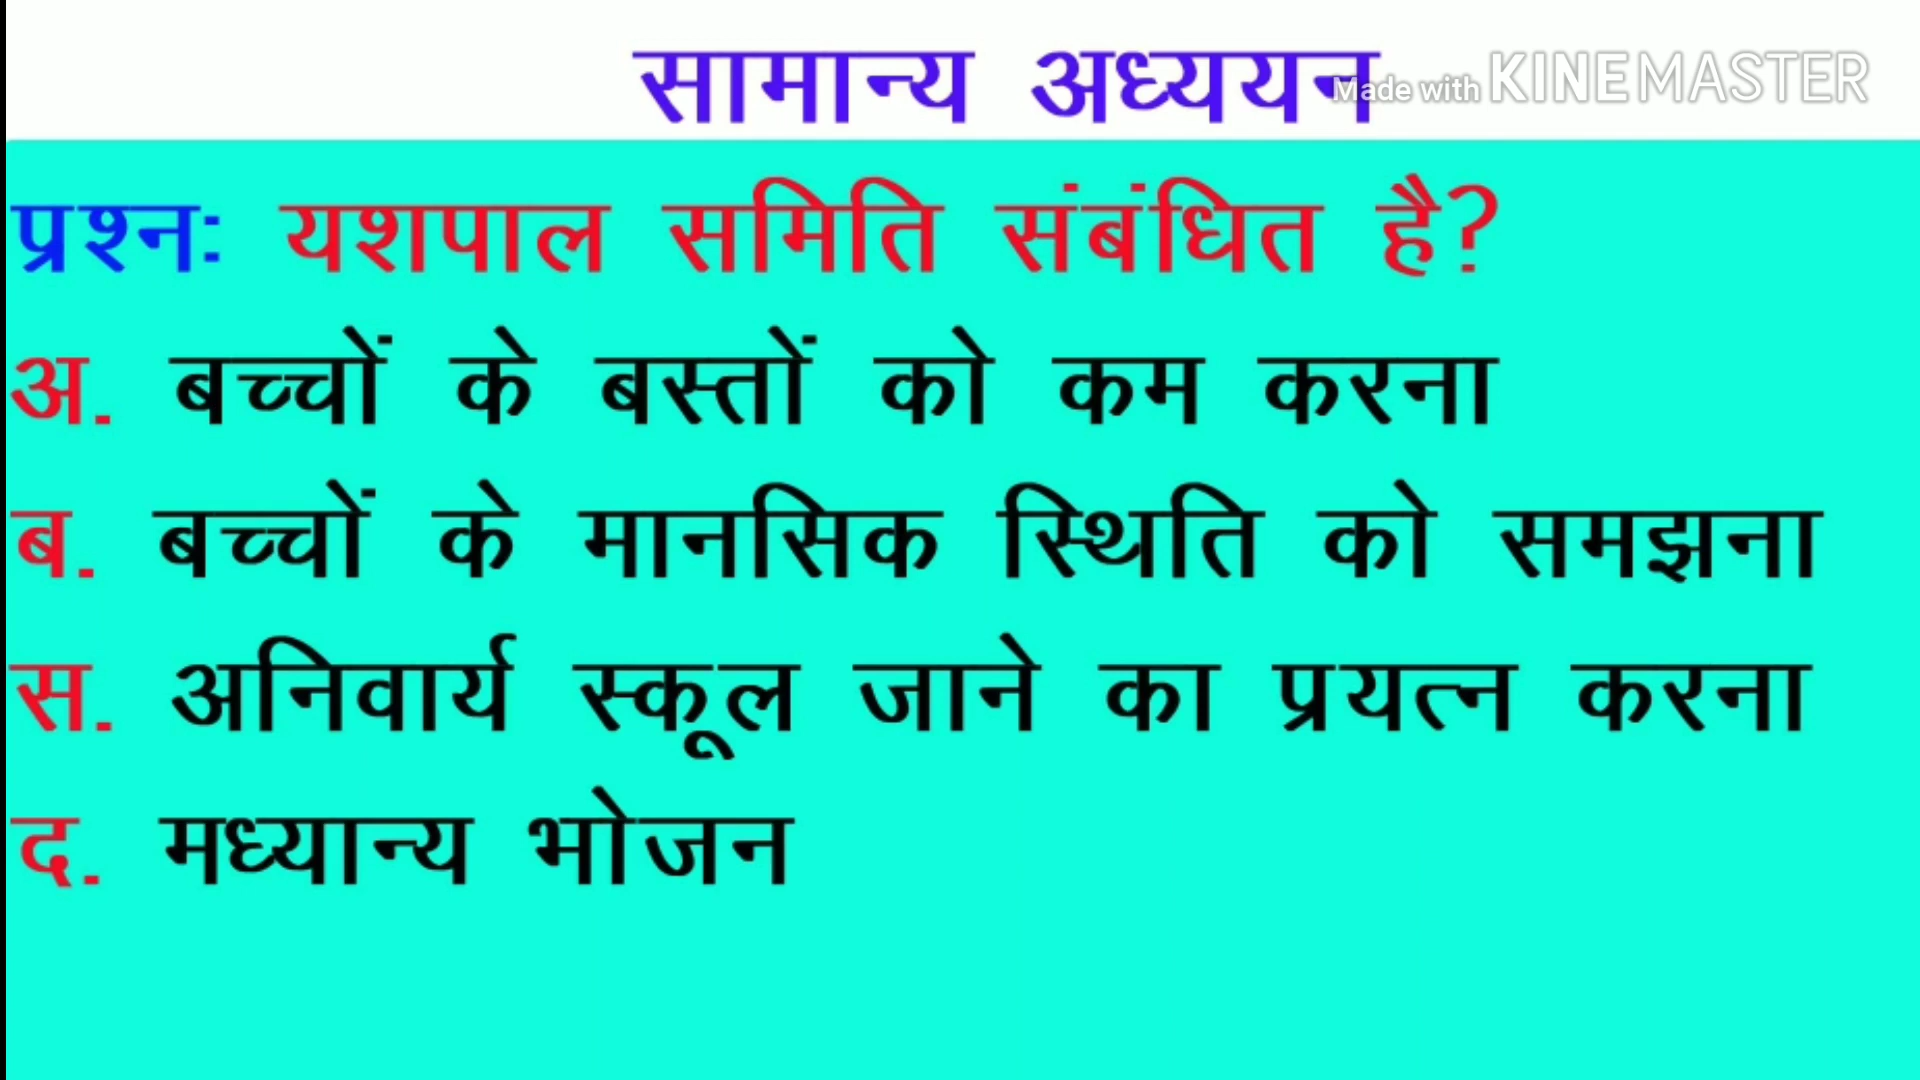 सामान्य अध्ययन
Made with KINEMASTER
प्रश्न: यशपाल समिति संबंधित है?
अ. बच्चों के बस्तों को कम करना
ब. बच्चों के मानसिक स्थिति को समझना
स. अनिवार्य स्कूल जाने का प्रयत्न करना
द. मध्यान्य भोजन